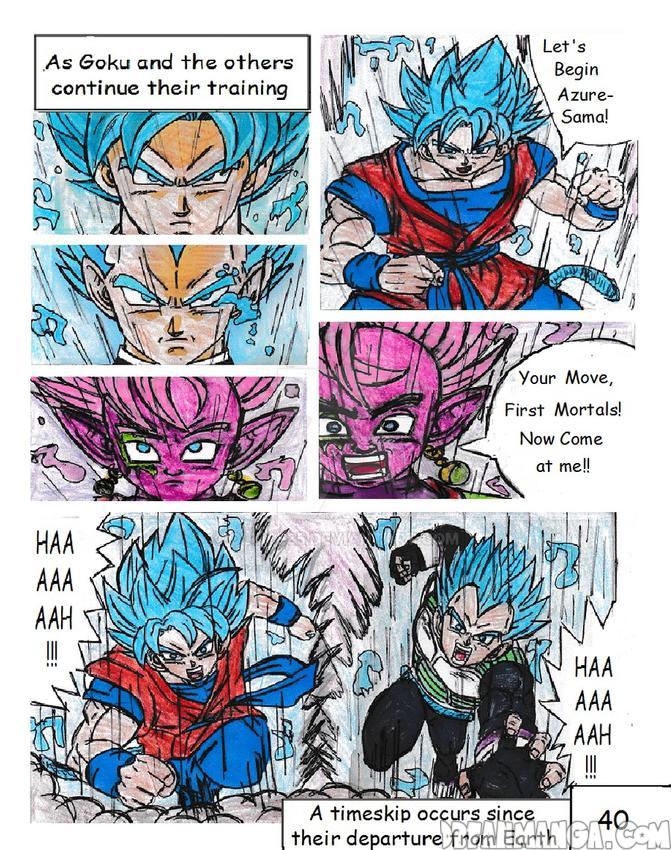 As Goku and the others
continue their training
Let's
Begin
Azure-
Sama!
Your Move,
First Mortals!
Now Come
at me!!
HAA
AAA
AAH
!!!
HAA
AAA
AAH
!!!
A timeskip occurs since
their departure from Earth
40